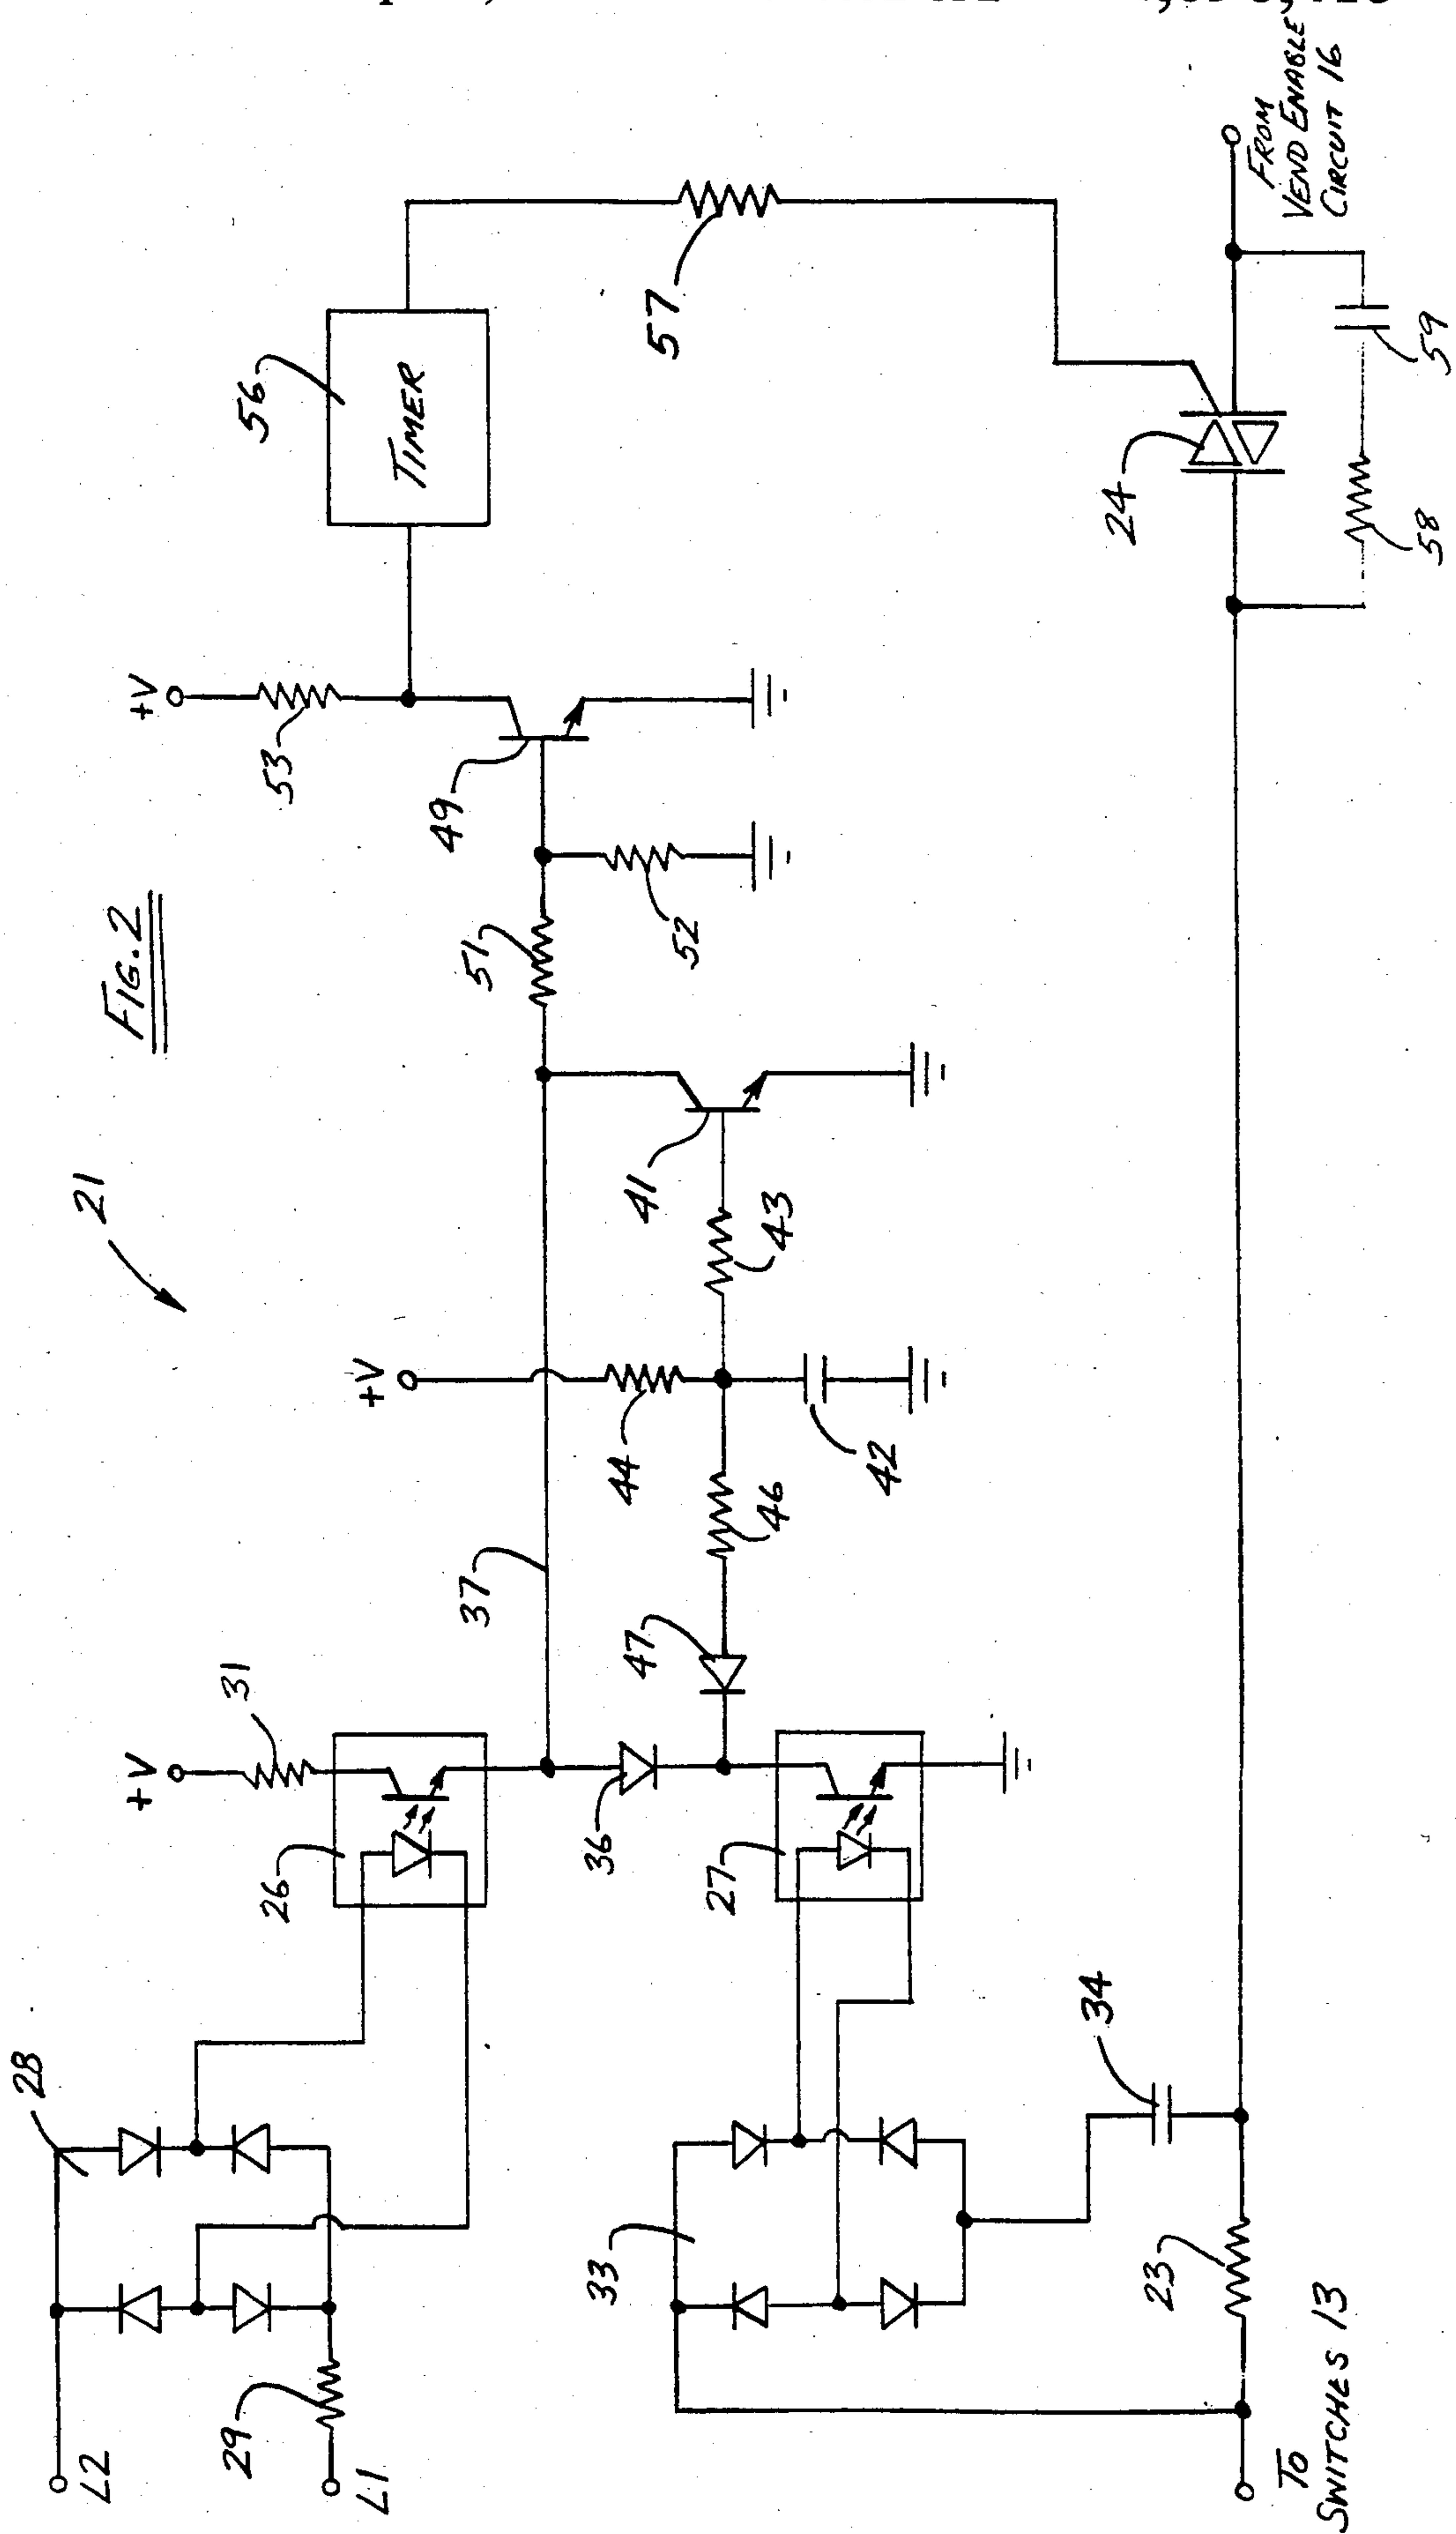 FIG. 2
21
L2
L1
28
29
+V
31
26
37
36
27
33
34
23
TO
SWITCHES 13
47
46
+V
44
42
43
41
51
52
49
+V
53
56
TIMER
57
24
58
59
FROM
VEND ENABLE
CIRCUIT 16